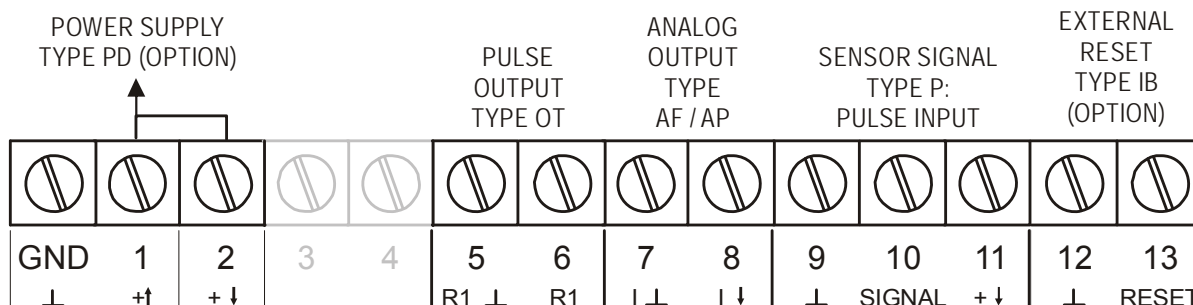 POWER SUPPLY
TYPE PD (OPTION)
PULSE
OUTPUT
TYPE OT
ANALOG
OUTPUT
TYPE
AF / AP
SENSOR SIGNAL
TYPE P:
PULSE INPUT
EXTERNAL
RESET
TYPE IB
(OPTION)
GND 1 2 3 4 5 6 7 8 9 10 11 12 13
⊥ +↑ + ↓ R1 ⊥ R1 I ⊥ I ↓ ⊥ SIGNAL + ↓ ⊥ RESET